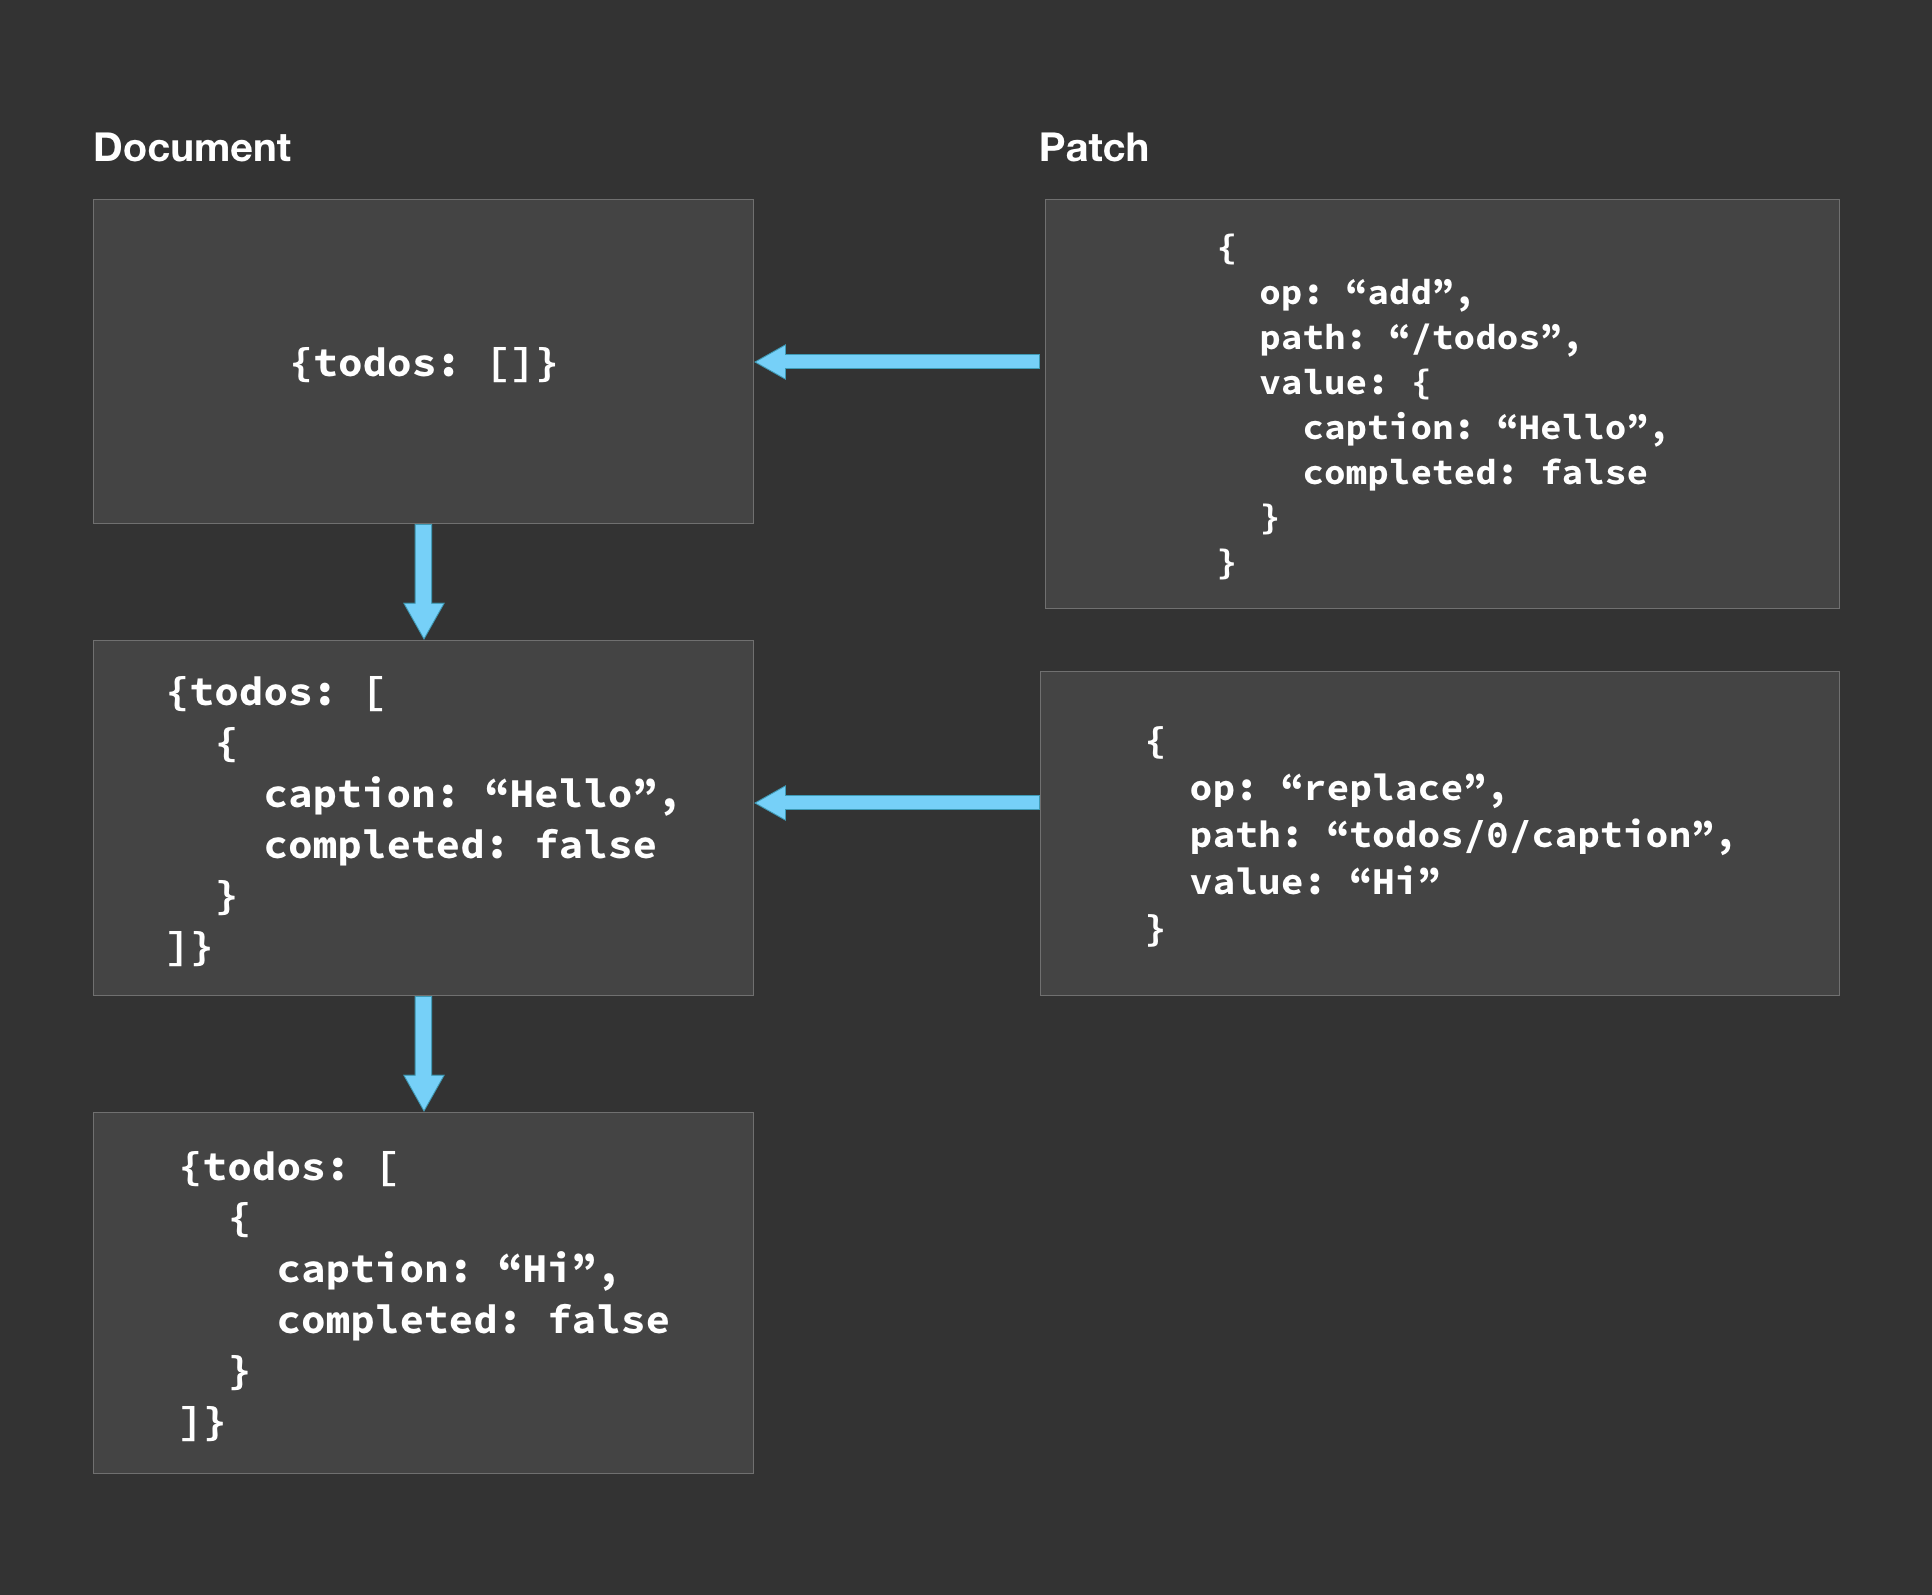 Document
{todos: []}
{todos: [
  {
    caption: “Hello”,
    completed: false
  }
]}
{todos: [
  {
    caption: “Hi”,
    completed: false
  }
]}
Patch
{
  op: “add”,
  path: “/todos”,
  value: {
    caption: “Hello”,
    completed: false
  }
}
{
  op: “replace”,
  path: “todos/0/caption”,
  value: “Hi”
}